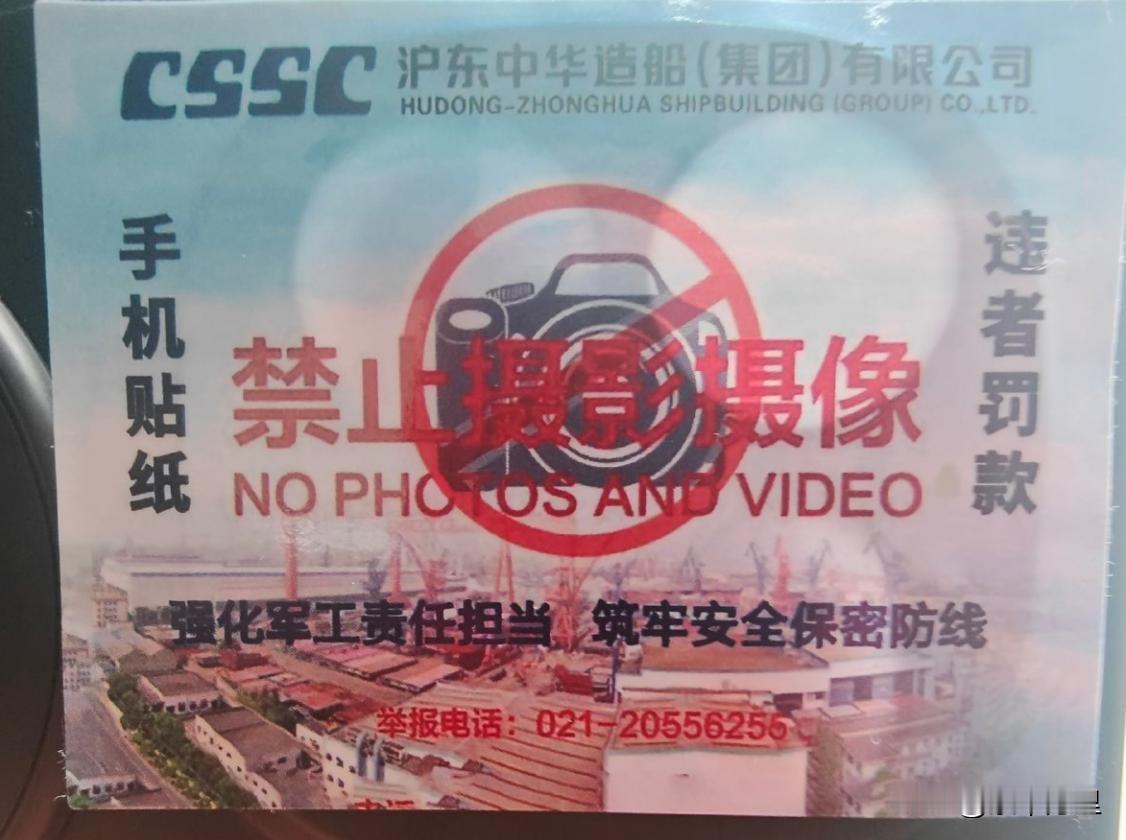 CSSC 沪东中华造船(集团)有限公司
HUDONG-ZHONGHUA SHIPBUILDING (GROUP) CO.,LTD.
手机贴纸
违者罚款
禁止摄影摄像
NO PHOTOS AND VIDEO
强化军工责任担当 筑牢安全保密防线
举报电话：021-20556256